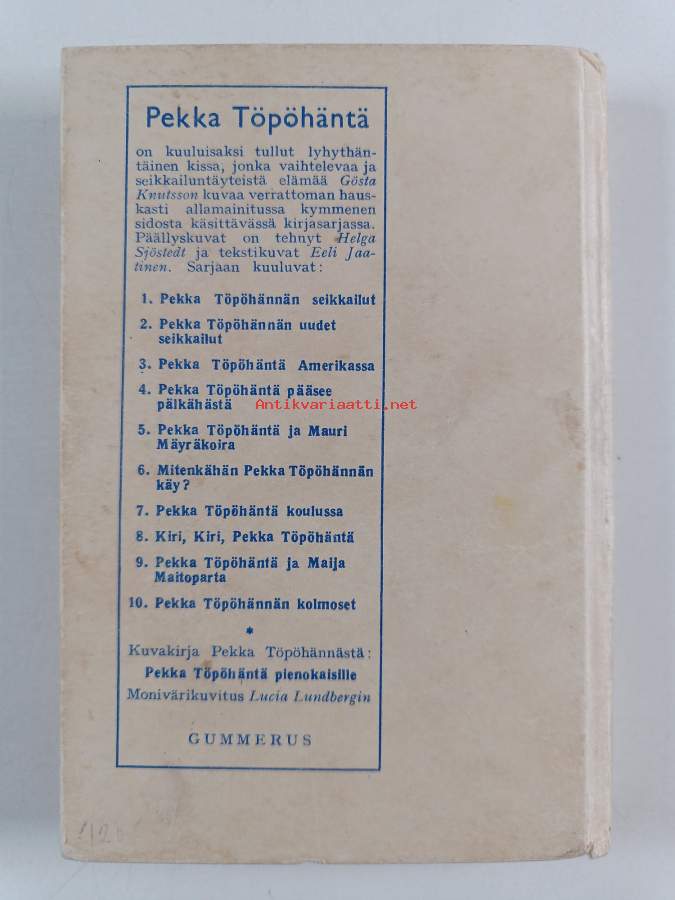 Pekka Töpöhäntä
on kuuluisaksi tullut lyhythän-
täinen kissa, jonka vaihtelevaa ja
seikkailuntäyteistä elämää Gösta
Knutsson kuvaa verrattoman haus-
kasti allamainitussa kymmenen
sidosta käsittävässä kirjasarjassa.
Päällyskuvat on tehnyt Helga
Sjöstedt ja tekstikuvat Eeli Jaa-
tinen. Sarjaan kuuluvat:
1. Pekka Töpöhännän seikkailut
2. Pekka Töpöhännän uudet
seikkailut
3. Pekka Töpöhäntä Amerikassa
4. Pekka Töpöhäntä pääsee
pälkähästä
Antikvariaatti.net
5. Pekka Töpöhäntä ja Mauri
Mäyräkoira
6. Mitenkähän Pekka Töpöhännän
käy?
7. Pekka Töpöhäntä koulussa
8. Kiri, Kiri, Pekka Töpöhäntä
9. Pekka Töpöhäntä ja Maija
Maitoparta
10. Pekka Töpöhännän kolmoset
*
Kuvakirja Pekka Töpöhännästä:
Pekka Töpöhäntä pienokaisille
Monivärikuvitus Lucia Lundbergin
GUMMERUS